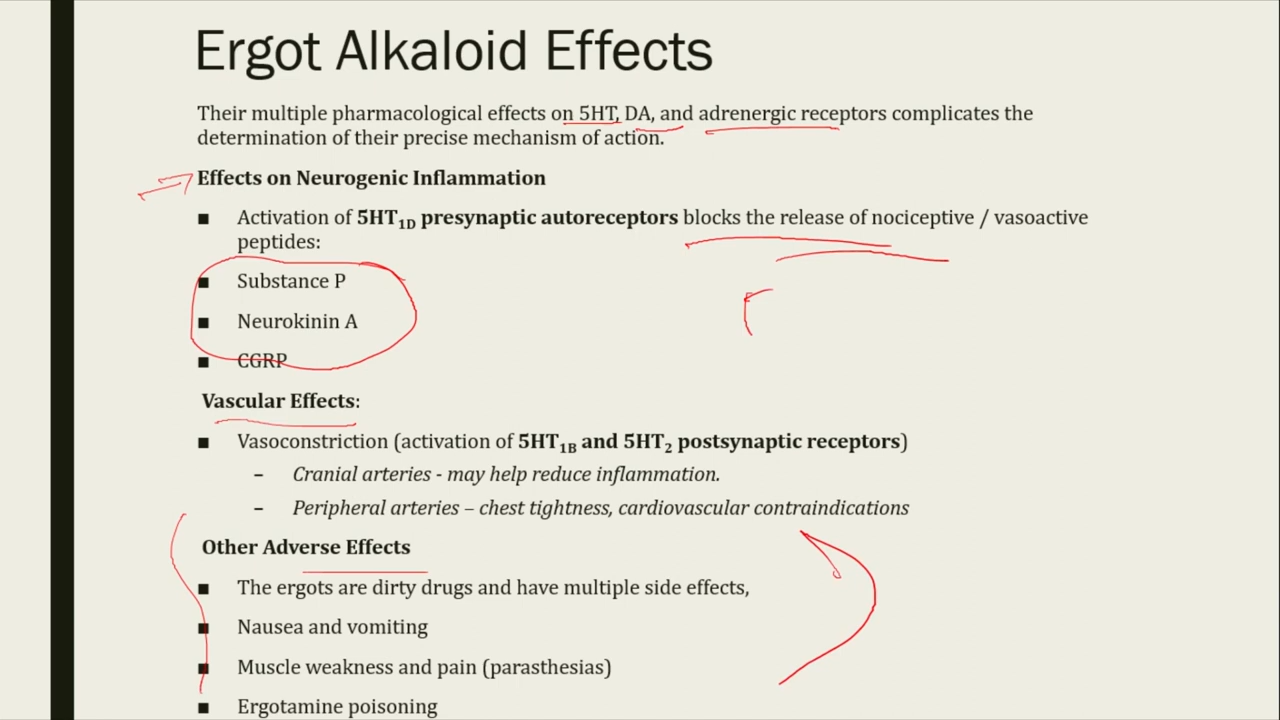 Ergot Alkaloid Effects
Their multiple pharmacological effects on 5HT, DA, and adrenergic receptors complicates the
determination of their precise mechanism of action.
Effects on Neurogenic Inflammation
■ Activation of 5HT1D presynaptic autoreceptors blocks the release of nociceptive / vasoactive
peptides:
■ Substance P
■ Neurokinin A
■ CGRP
Vascular Effects:
■ Vasoconstriction (activation of 5HT1B and 5HT2 postsynaptic receptors)
– Cranial arteries - may help reduce inflammation.
– Peripheral arteries – chest tightness, cardiovascular contraindications
Other Adverse Effects
■ The ergots are dirty drugs and have multiple side effects,
■ Nausea and vomiting
■ Muscle weakness and pain (parasthesias)
■ Ergotamine poisoning